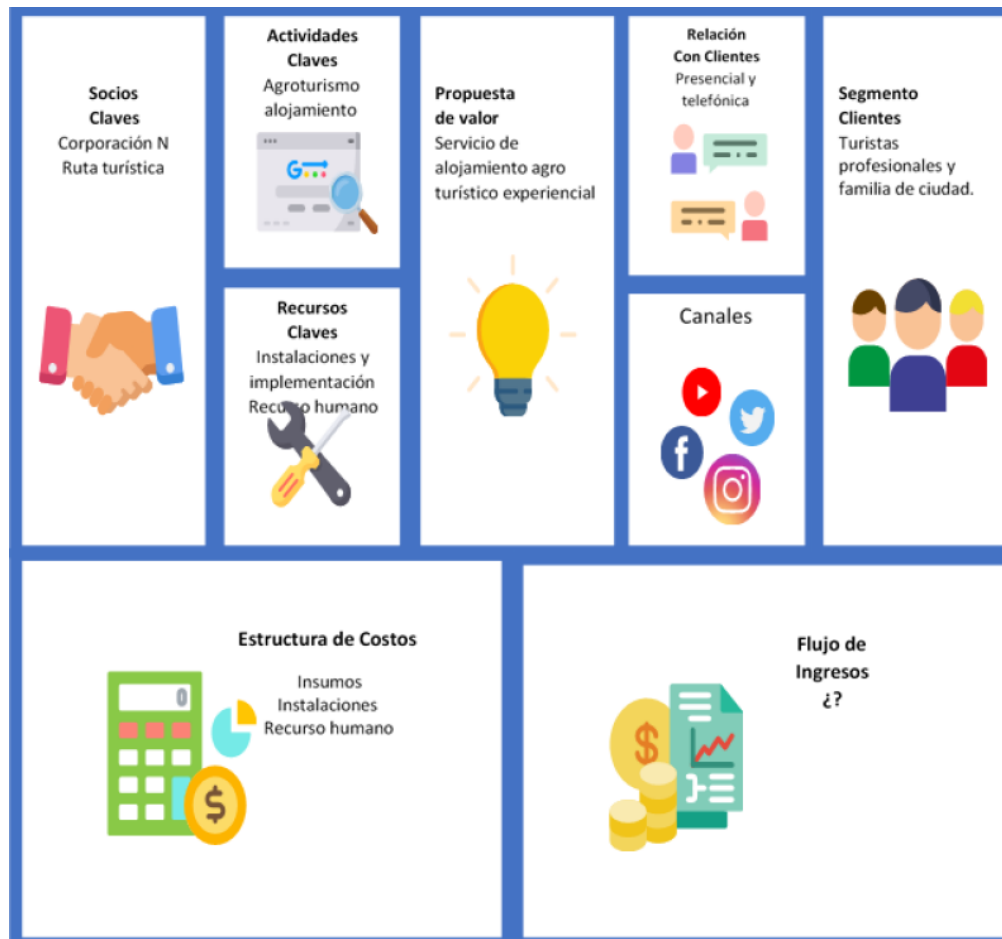 Socios
Claves
Corporación N
Ruta turística
Actividades
Claves
Agroturismo
alojamiento
G
Recursos
Claves
Instalaciones y
implementación
Recurso humano
Propuesta
de valor
Servicio de
alojamiento agro
turístico experiencial
Relación
Con Clientes
Presencial y
telefónica
Canales
f
Segmento
Clientes
Turistas
profesionales y
familia de ciudad.
Estructura de Costos
Insumos
Instalaciones
Recurso humano
0
$
Flujo de
Ingresos
¿?
$